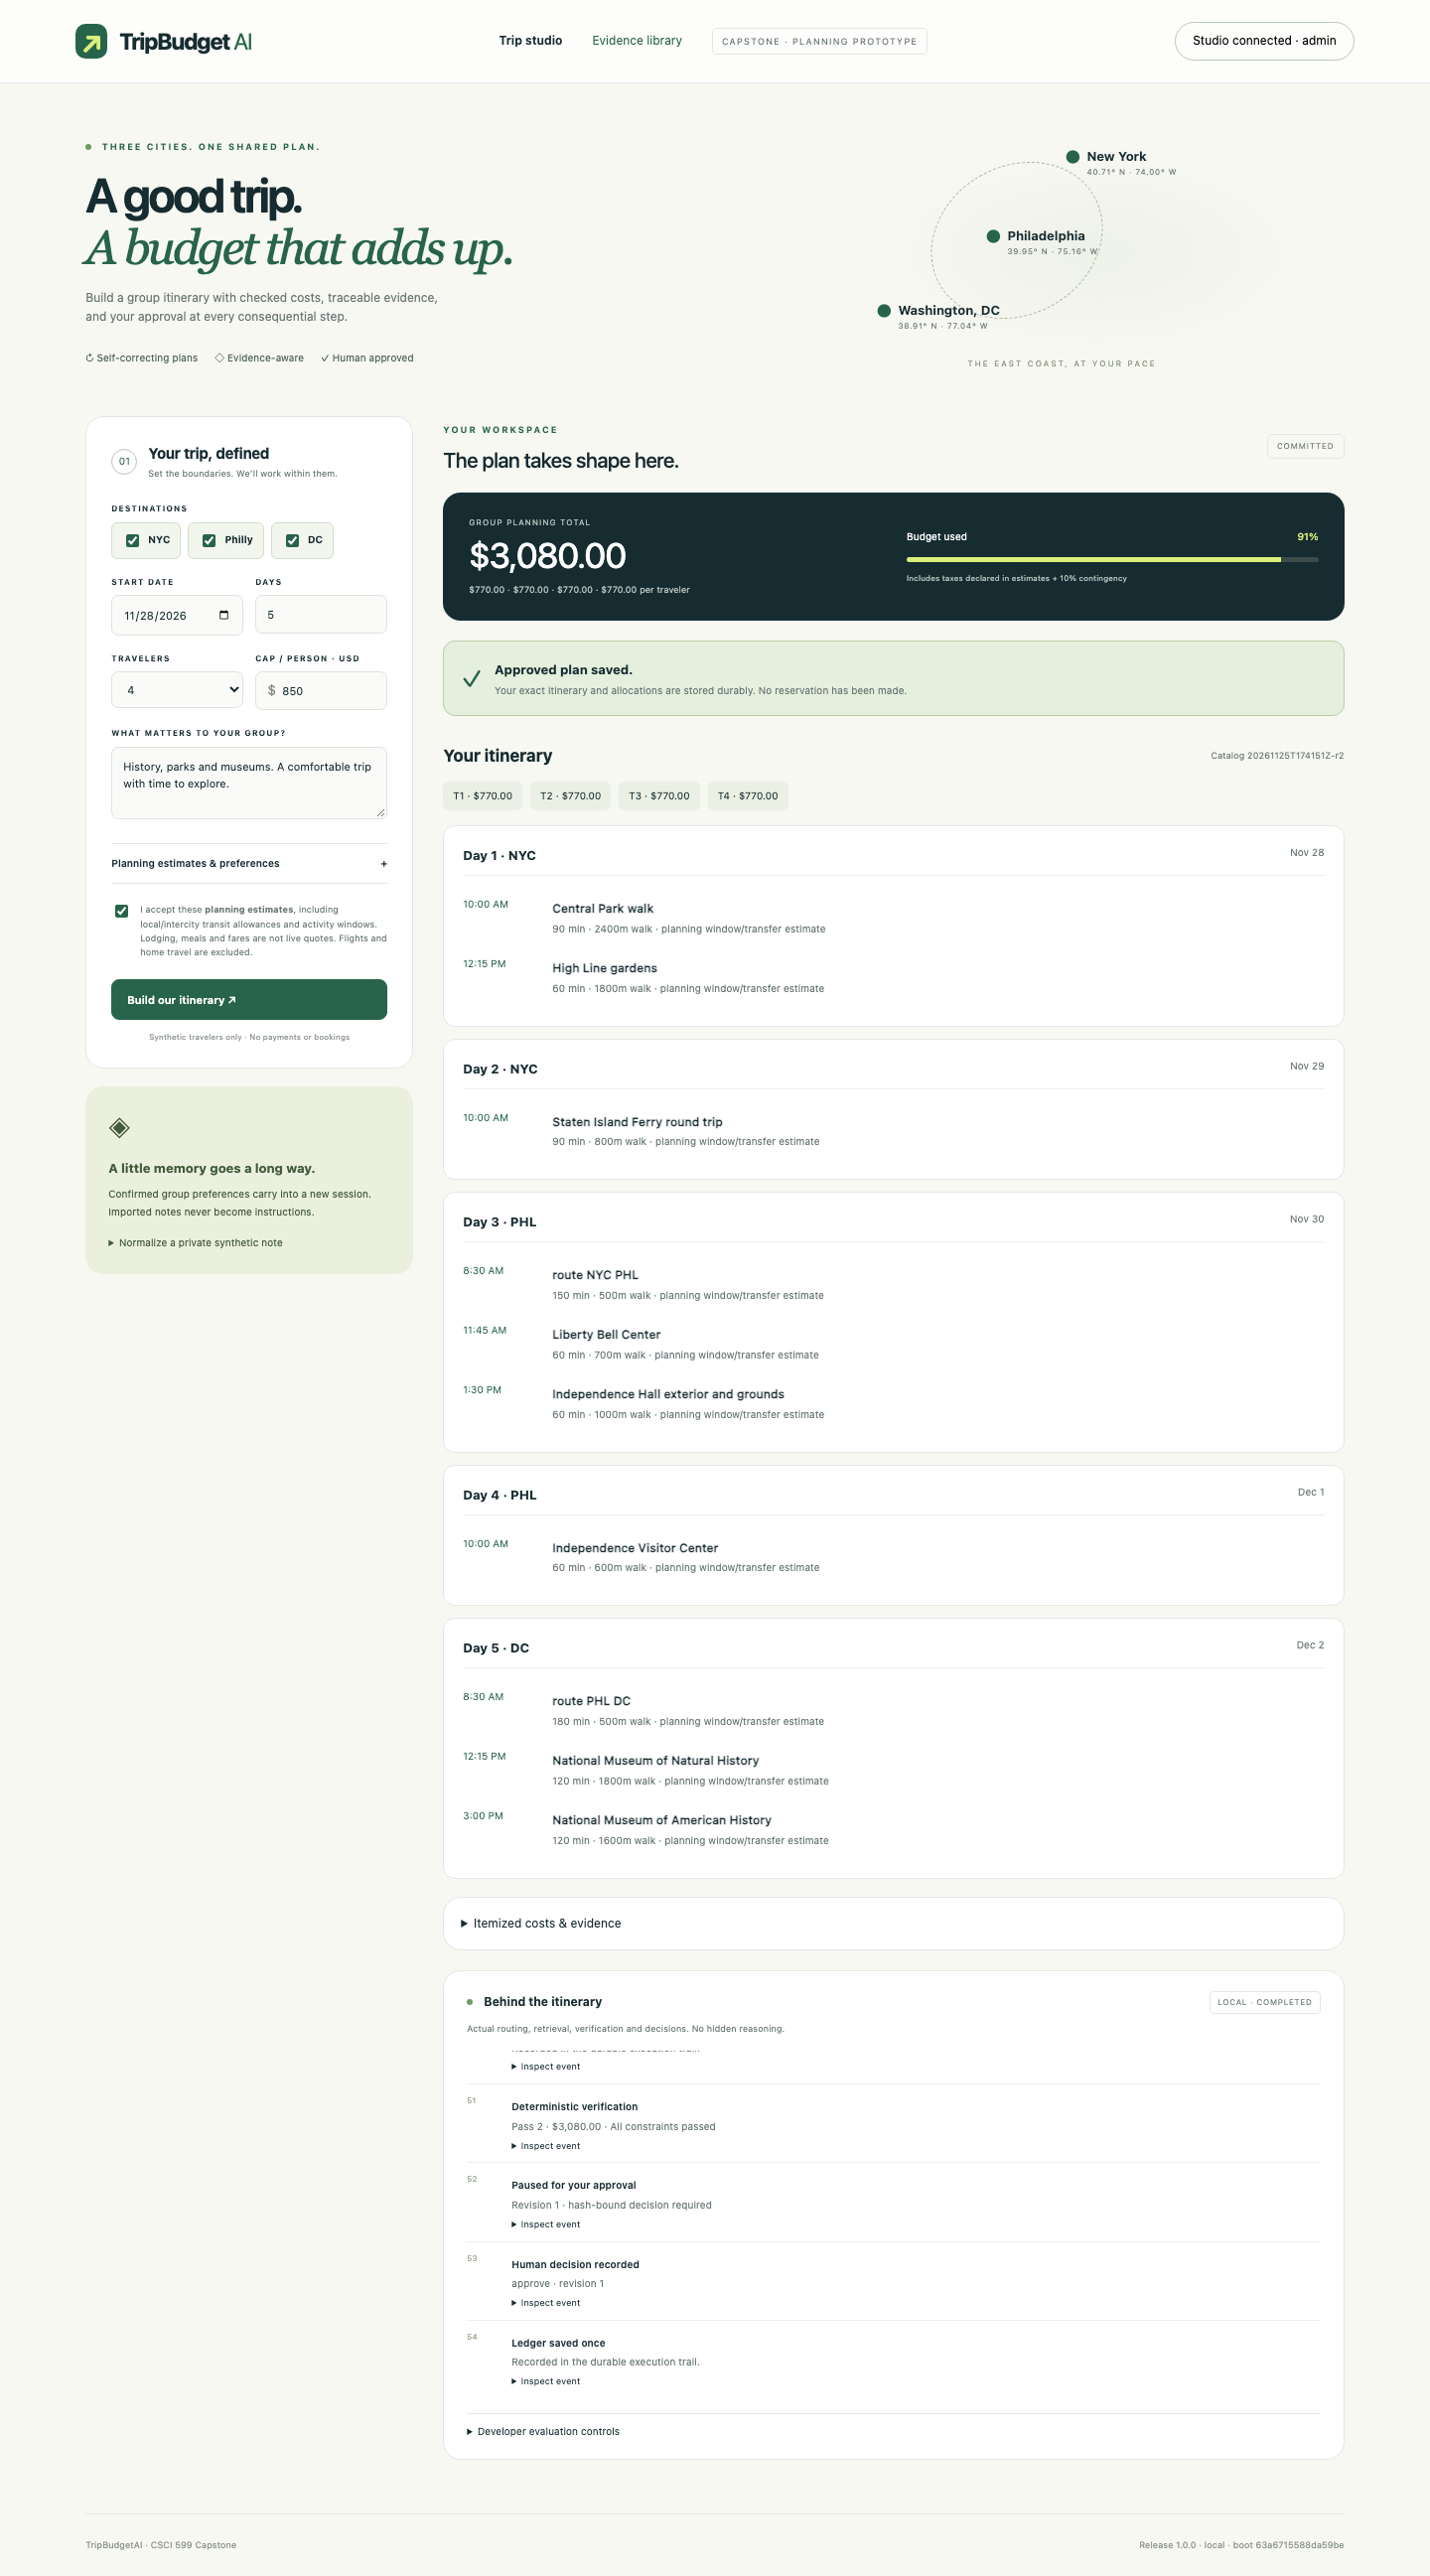 TripBudget AI
Trip studio
Evidence library
CAPSTONE · PLANNING PROTOTYPE
Studio connected · admin
THREE CITIES. ONE SHARED PLAN.
A good trip.
A budget that adds up.
Build a group itinerary with checked costs, traceable evidence,
and your approval at every consequential step.
↻ Self-correcting plans
◇ Evidence-aware
✓ Human approved
New York
40.71° N · 74.00° W
Philadelphia
39.95° N · 75.16° W
Washington, DC
38.91° N · 77.04° W
THE EAST COAST, AT YOUR PACE
01
Your trip, defined
Set the boundaries. We'll work within them.
DESTINATIONS
NYC
Philly
DC
START DATE
DAYS
11/28/2026
5
TRAVELERS
CAP / PERSON · USD
4
$ 850
WHAT MATTERS TO YOUR GROUP?
History, parks and museums. A comfortable trip
with time to explore.
Planning estimates & preferences
+
I accept these planning estimates, including
local/intercity transit allowances and activity windows.
Lodging, meals and fares are not live quotes. Flights and
home travel are excluded.
Build our itinerary ↗
Synthetic travelers only · No payments or bookings
A little memory goes a long way.
Confirmed group preferences carry into a new session.
Imported notes never become instructions.
▶ Normalize a private synthetic note
YOUR WORKSPACE
The plan takes shape here.
COMMITTED
GROUP PLANNING TOTAL
$3,080.00
$770.00 · $770.00 · $770.00 · $770.00 per traveler
Budget used
91%
Includes taxes declared in estimates + 10% contingency
Approved plan saved.
Your exact itinerary and allocations are stored durably. No reservation has been made.
Your itinerary
Catalog 20261125T174151Z-r2
T1 · $770.00
T2 · $770.00
T3 · $770.00
T4 · $770.00
Day 1 · NYC
Nov 28
10:00 AM
Central Park walk
90 min · 2400m walk · planning window/transfer estimate
12:15 PM
High Line gardens
60 min · 1800m walk · planning window/transfer estimate
Day 2 · NYC
Nov 29
10:00 AM
Staten Island Ferry round trip
90 min · 800m walk · planning window/transfer estimate
Day 3 · PHL
Nov 30
8:30 AM
route NYC PHL
150 min · 500m walk · planning window/transfer estimate
11:45 AM
Liberty Bell Center
60 min · 700m walk · planning window/transfer estimate
1:30 PM
Independence Hall exterior and grounds
60 min · 1000m walk · planning window/transfer estimate
Day 4 · PHL
Dec 1
10:00 AM
Independence Visitor Center
60 min · 600m walk · planning window/transfer estimate
Day 5 · DC
Dec 2
8:30 AM
route PHL DC
180 min · 500m walk · planning window/transfer estimate
12:15 PM
National Museum of Natural History
120 min · 1800m walk · planning window/transfer estimate
3:00 PM
National Museum of American History
120 min · 1600m walk · planning window/transfer estimate
▶ Itemized costs & evidence
Behind the itinerary
LOCAL · COMPLETED
Actual routing, retrieval, verification and decisions. No hidden reasoning.
▶ Inspect event
51
Deterministic verification
Pass 2 · $3,080.00 · All constraints passed
▶ Inspect event
52
Paused for your approval
Revision 1 · hash-bound decision required
▶ Inspect event
53
Human decision recorded
approve · revision 1
▶ Inspect event
54
Ledger saved once
Recorded in the durable execution trail.
▶ Inspect event
▶ Developer evaluation controls
TripBudgetAI · CSCI 599 Capstone
Release 1.0.0 · local · boot 63a6715588da59be